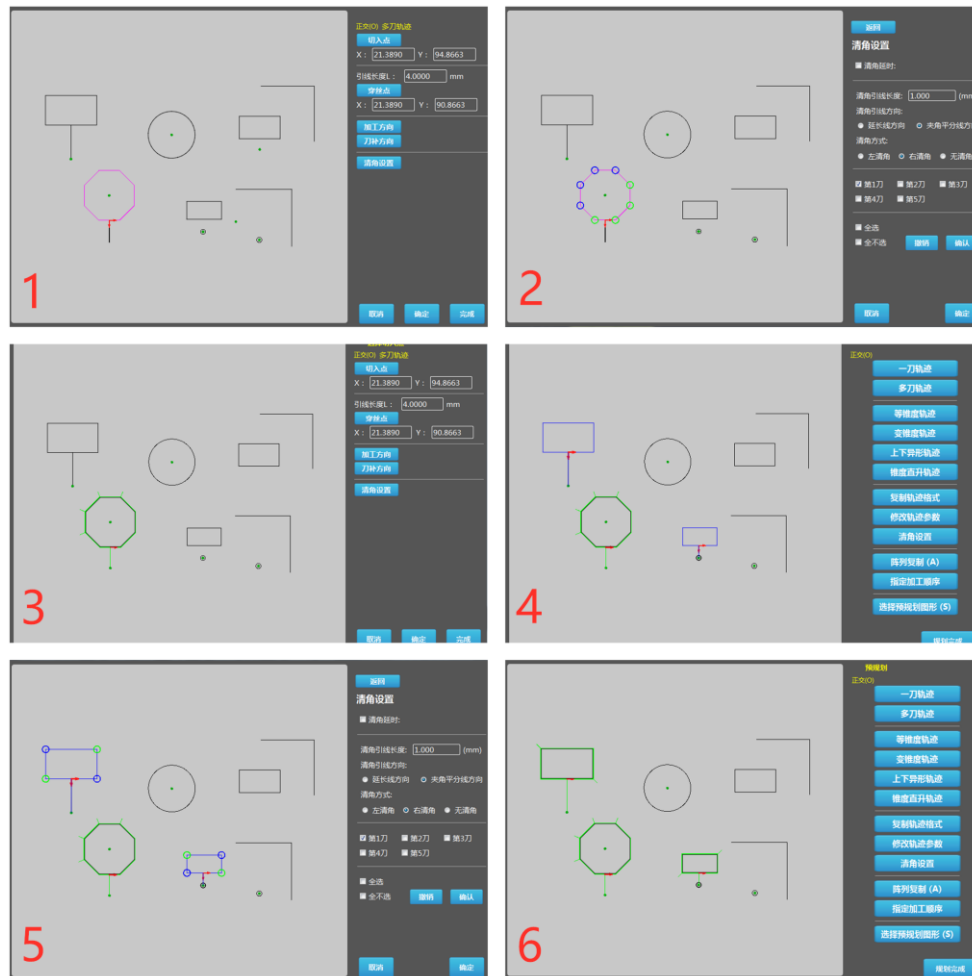 正交(O) 多刀轨迹
切入点
X： 21.3890 Y： 94.8663
引线长度L： 4.0000 mm
穿丝点
X： 21.3890 Y： 90.8663
加工方向
刀补方向
清角设置
取消 确定 完成
1
返回
清角设置
清角延时:
清角引线长度: 1.000 (mm
清角引线方向:
延长线方向 夹角平分线方
清角方式:
左清角 右清角 无清角
第1刀 第2刀 第3刀
第4刀 第5刀
全选
全不选 撤销 确认
取消 确定
2
正交(O) 多刀轨迹
切入点
X： 21.3890 Y： 94.8663
引线长度L： 4.0000 mm
穿丝点
X： 21.3890 Y： 90.8663
加工方向
刀补方向
清角设置
取消 确定 完成
3
正交(O)
一刀轨迹
多刀轨迹
等锥度轨迹
变锥度轨迹
上下异形轨迹
锥度直升轨迹
复制轨迹格式
修改轨迹参数
清角设置
阵列复制 (A)
指定加工顺序
选择预规划图形 (S)
规划完成
4
返回
清角设置
清角延时:
清角引线长度: 1.000 (mm)
清角引线方向:
延长线方向 夹角平分线方向
清角方式:
左清角 右清角 无清角
第1刀 第2刀 第3刀
第4刀 第5刀
全选
全不选 撤销 确认
取消 确定
5
预规划
正交(O)
一刀轨迹
多刀轨迹
等锥度轨迹
变锥度轨迹
上下异形轨迹
锥度直升轨迹
复制轨迹格式
修改轨迹参数
清角设置
阵列复制 (A)
指定加工顺序
选择预规划图形 (S)
规划完成
6